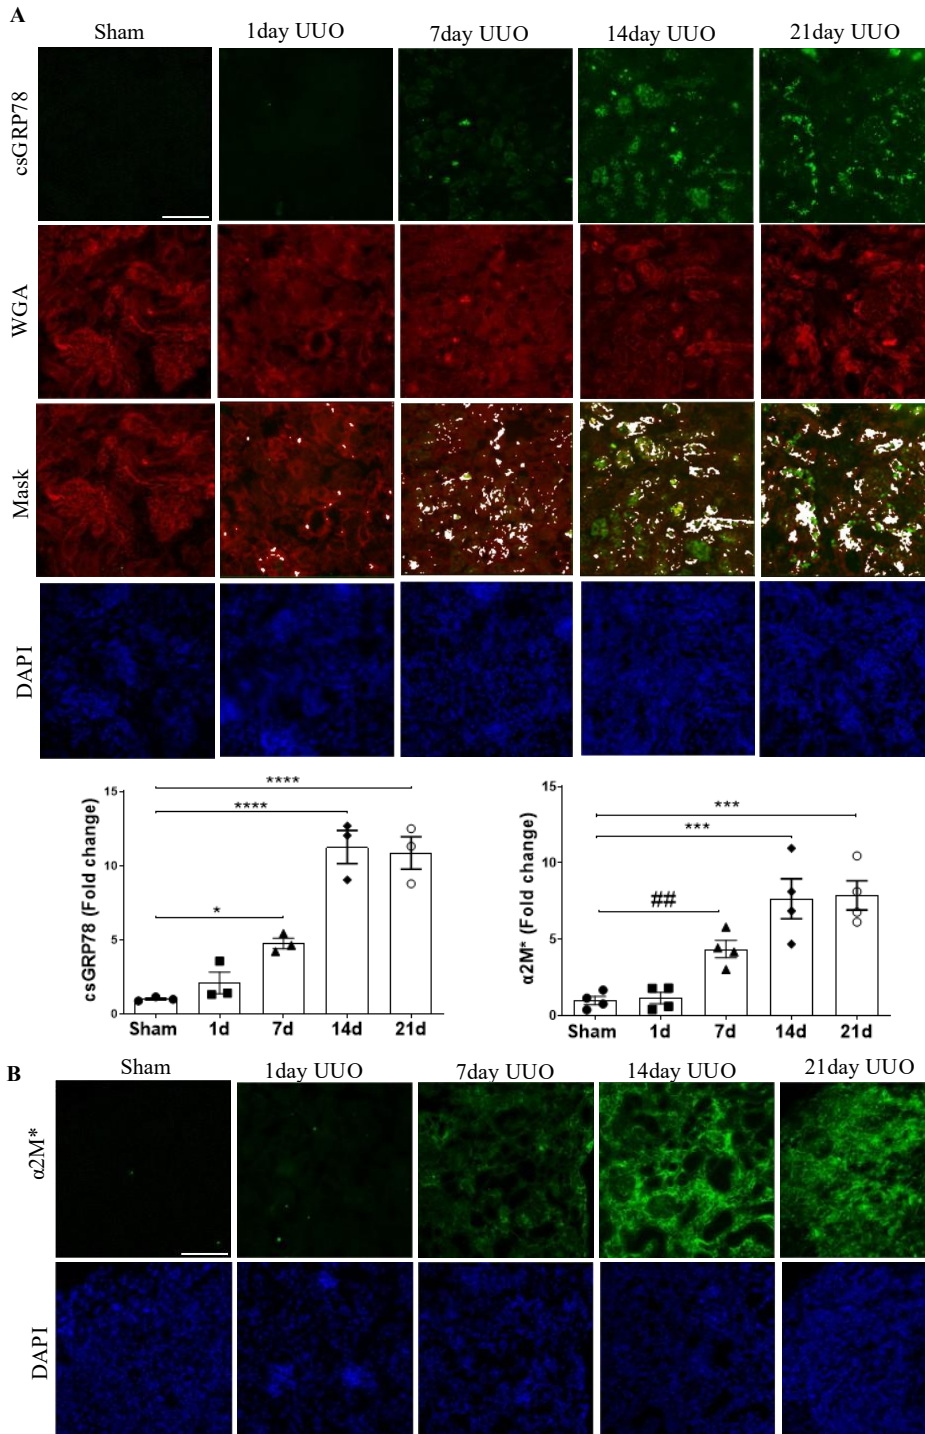 A
Sham 1day UUO 7day UUO 14day UUO 21day UUO
csGRP78
WGA
Mask
DAPI
csGRP78 (Fold change)
15
10
5
0
****
****
*
Sham 1d 7d 14d 21d
α2M* (Fold change)
15
10
5
0
***
***
##
Sham 1d 7d 14d 21d
B
Sham 1day UUO 7day UUO 14day UUO 21day UUO
α2M*
DAPI